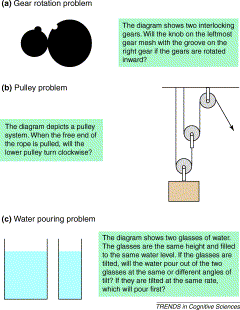 (a) Gear rotation problem
The diagram shows two interlocking
gears. Will the knob on the leftmost
gear mesh with the groove on the
right gear if the gears are rotated
inward?
(b) Pulley problem
The diagram depicts a pulley
system. When the free end
of the rope is pulled, will the
lower pulley turn clockwise?
(c) Water pouring problem
The diagram shows two glasses of water.
The glasses are the same height and filled
to the same water level. If the glasses are
tilted, will the water pour out of the two
glasses at the same or different angles of
tilt? If they are tilted at the same rate,
which will pour first?
TRENDS in Cognitive Sciences